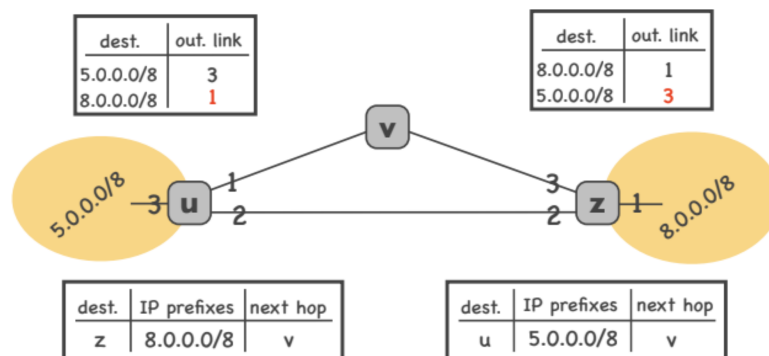 dest. out. link
5.0.0.0/8 3
8.0.0.0/8 1
dest. out. link
8.0.0.0/8 1
5.0.0.0/8 3
v
5.0.0.0/8
3 u 1
2
3
2 z 1
8.0.0.0/8
dest. IP prefixes next hop
z 8.0.0.0/8 v
dest. IP prefixes next hop
u 5.0.0.0/8 v